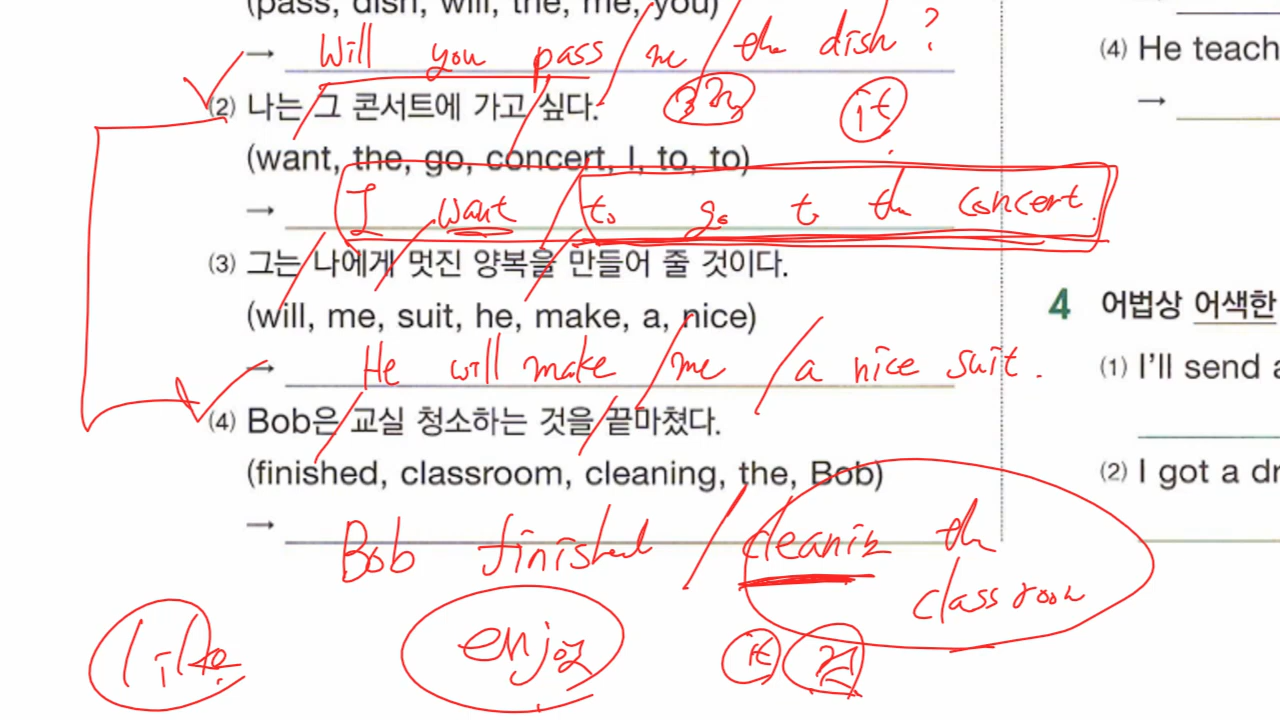 (pass, dish, will, the, me, you)
→ Will you pass me the dish ?
(2) 나는 그 콘서트에 가고 싶다.
it
(want, the, go, concert, I, to, to)
→ I want to go to the concert.
(3) 그는 나에게 멋진 양복을 만들어 줄 것이다.
(will, me, suit, he, make, a, nice)
→ He will make me a nice suit.
(4) Bob은 교실 청소하는 것을 끝마쳤다.
(finished, classroom, cleaning, the, Bob)
→ Bob finished cleaning the
classroom
like enjoy it
(4) He teach
→
4 어법상 어색한
(1) I'll send a
(2) I got a dr